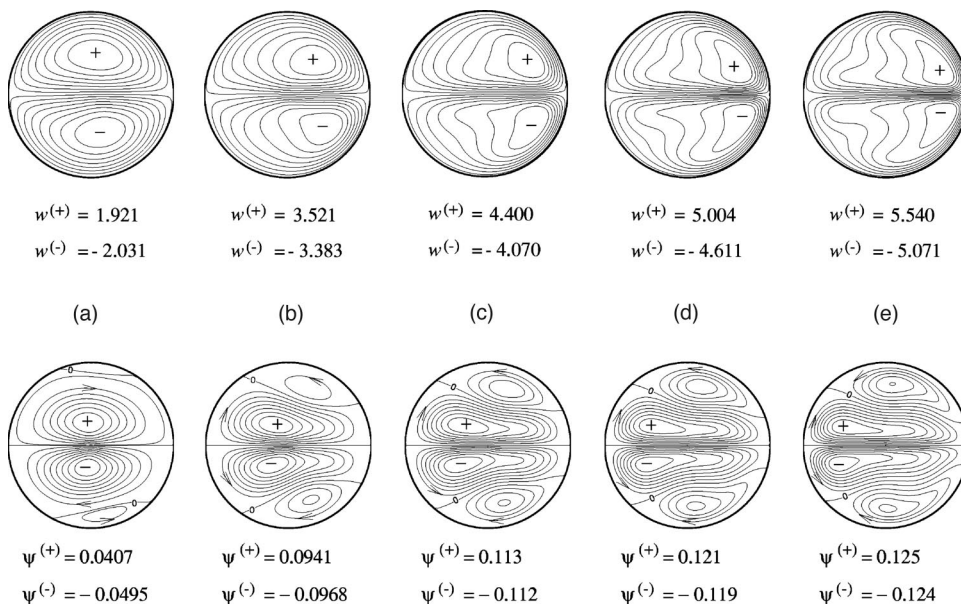 + + + + +
− − − − −
w(+) = 1.921 w(+) = 3.521 w(+) = 4.400 w(+) = 5.004 w(+) = 5.540
w(-) = - 2.031 w(-) = - 3.383 w(-) = - 4.070 w(-) = - 4.611 w(-) = - 5.071
(a) (b) (c) (d) (e)
0 0 0 0 0
+ + + + +
− − − − −
0 0 0 0 0
ψ(+) = 0.0407 ψ(+) = 0.0941 ψ(+) = 0.113 ψ(+) = 0.121 ψ(+) = 0.125
ψ(-) = - 0.0495 ψ(-) = - 0.0968 ψ(-) = - 0.112 ψ(-) = - 0.119 ψ(-) = - 0.124